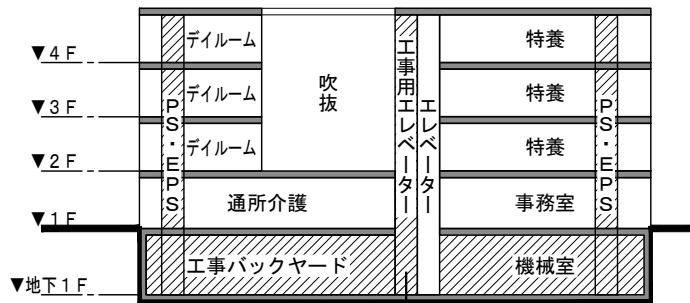 ▼4F
デイルーム
特養
▼3F
デイルーム
吹抜
特養
▼2F
デイルーム
特養
PS・EPS
工事用エレベーター
エレベーター
PS・EPS
▼1F
通所介護
事務室
▼地下1F
工事バックヤード
機械室